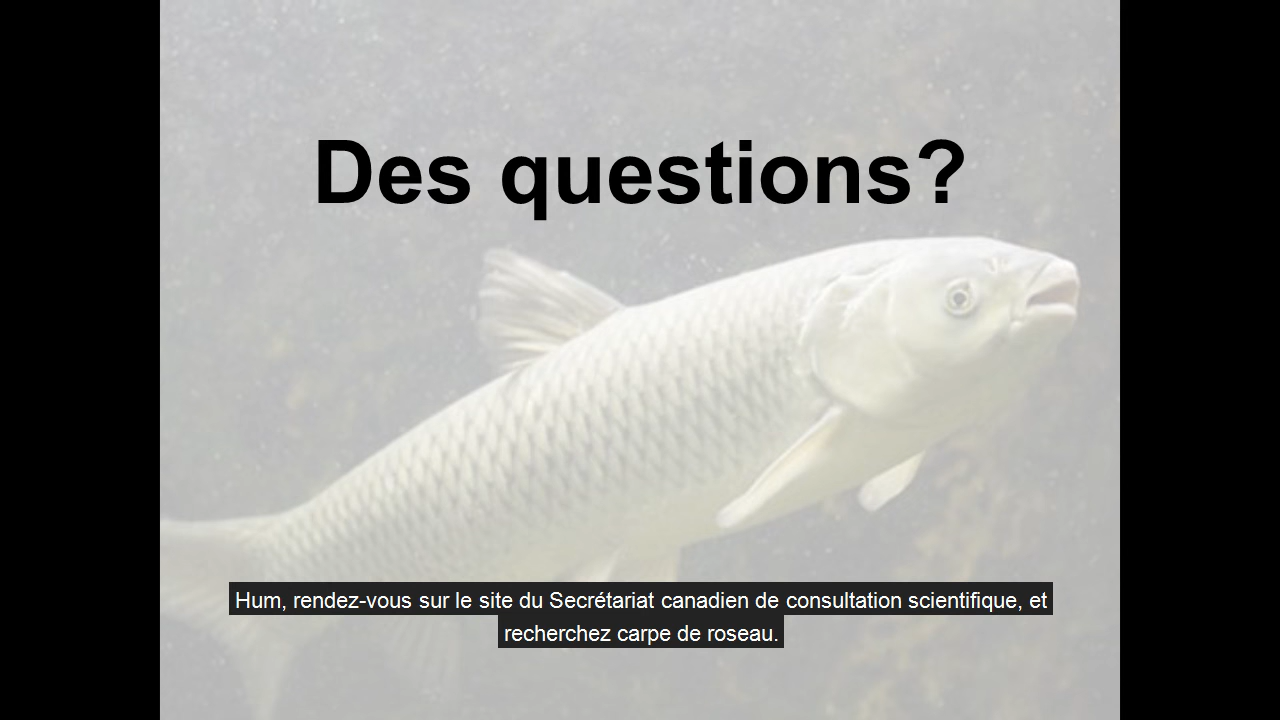 Des questions?
Hum, rendez-vous sur le site du Secrétariat canadien de consultation scientifique, et
recherchez carpe de roseau.